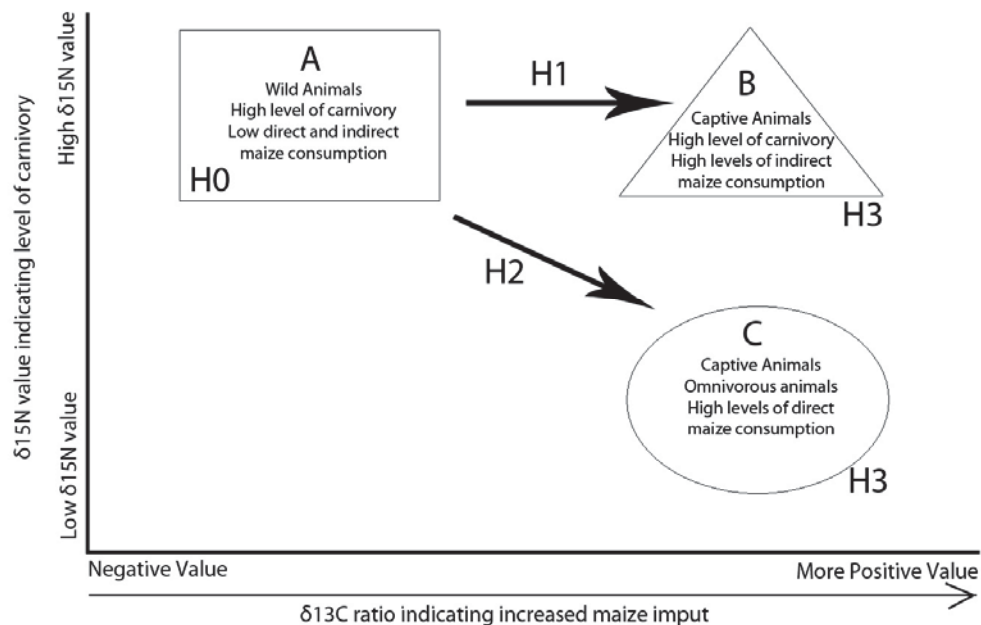 δ15N value indicating level of carnivory
High δ15N value
Low δ15N value
A
Wild Animals
High level of carnivory
Low direct and indirect
maize consumption
H0
H1
H2
B
Captive Animals
High level of carnivory
High levels of indirect
maize consumption
H3
C
Captive Animals
Omnivorous animals
High levels of direct
maize consumption
H3
Negative Value
More Positive Value
δ13C ratio indicating increased maize imput